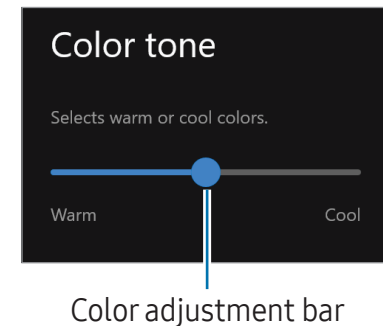 Color tone
Selects warm or cool colors.
Warm Cool
Color adjustment bar